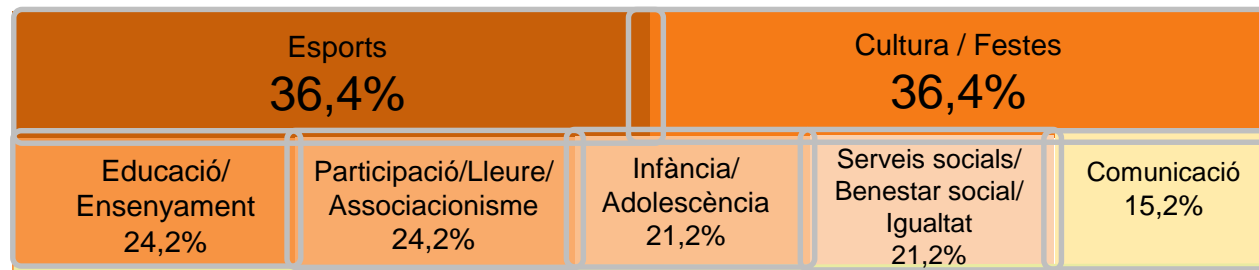 Esports
36,4%
Cultura / Festes
36,4%
Educació/
Ensenyament
24,2%
Participació/Lleure/
Associacionisme
24,2%
Infància/
Adolescència
21,2%
Serveis socials/
Benestar social/
Igualtat
21,2%
Comunicació
15,2%